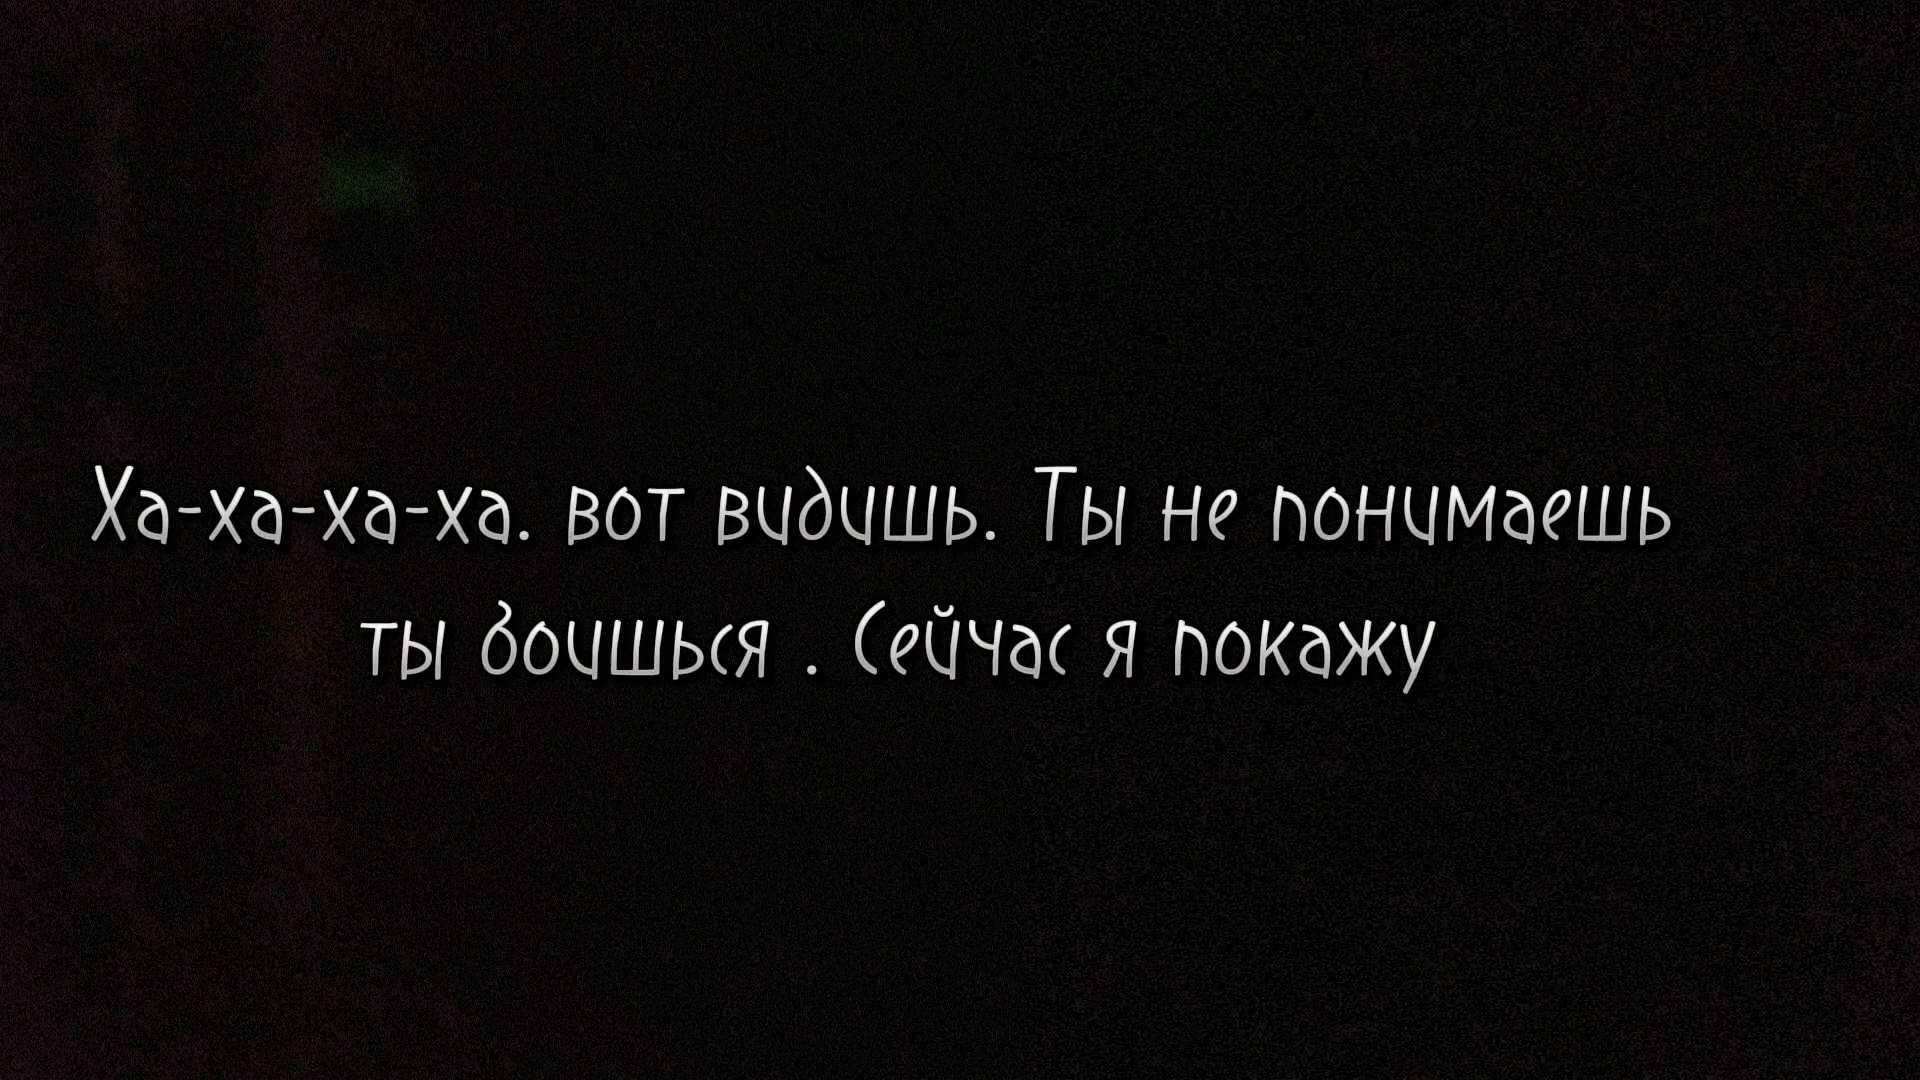 Ха-ха-ха-ха. вот видишь. Ты не понимаешь
ты боишься . Сейчас я покажу